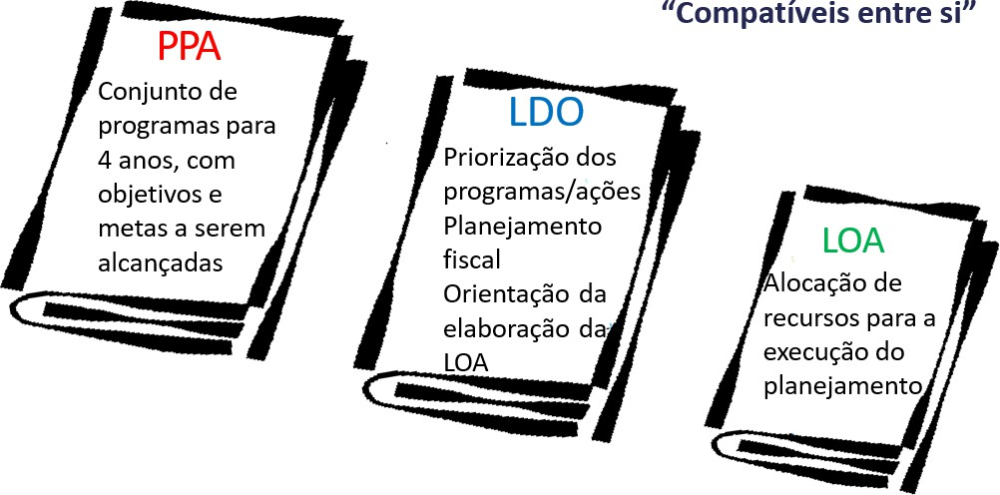 “Compatíveis entre si”
PPA
Conjunto de
programas para
4 anos, com
objetivos e
metas a serem
alcançadas
LDO
Priorização dos
programas/ações
Planejamento
fiscal
Orientação da
elaboração da
LOA
LOA
Alocação de
recursos para a
execução do
planejamento